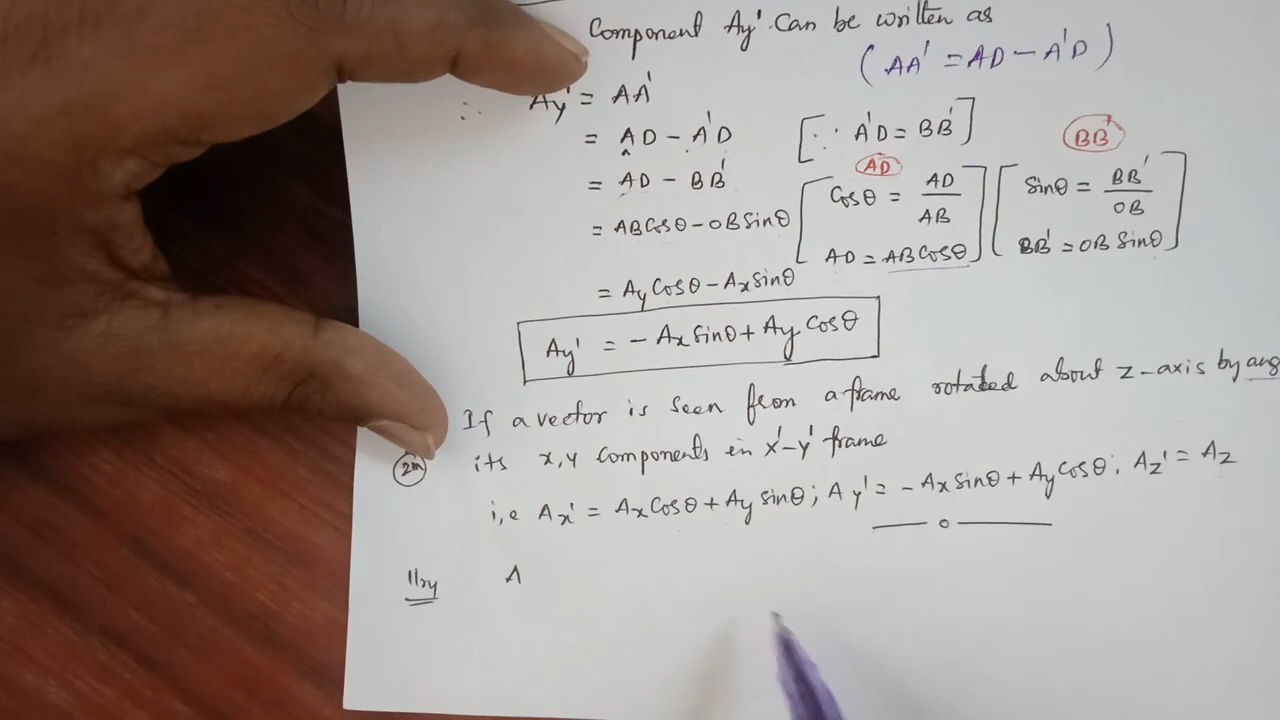 Component Ay' Can be written as
(AA' = AD - A'D)
∴ Ay' = AA'
= AD - A'D [∵ A'D = BB']
= AD - BB'
= ABCosθ - OBSinθ
AD
Cosθ = AD/AB
AD = ABCosθ
BB'
Sinθ = BB'/OB
BB' = OB Sinθ
= Ay Cosθ - Ax Sinθ
Ay' = - Ax Sinθ + Ay Cosθ
If a vector is seen from a frame rotated about z-axis by ang
2m its x,y components in x'-y' frame
i,e Ax' = Ax Cosθ + Ay sinθ; Ay' = - Ax sinθ + Ay Cosθ; Az' = Az
llry A